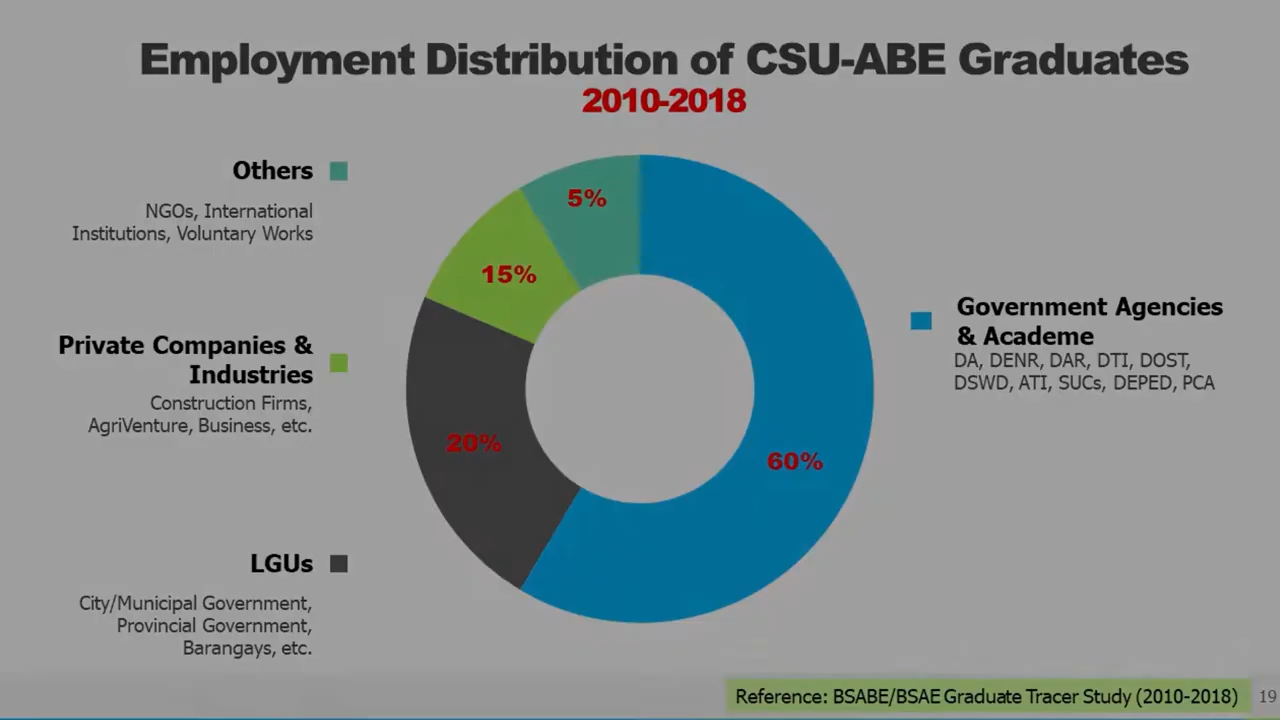 Employment Distribution of CSU-ABE Graduates
2010-2018
Others
NGOs, International
Institutions, Voluntary Works
5%
15%
Private Companies &
Industries
Construction Firms,
AgriVenture, Business, etc.
20%
LGUs
City/Municipal Government,
Provincial Government,
Barangays, etc.
60%
Government Agencies
& Academe
DA, DENR, DAR, DTI, DOST,
DSWD, ATI, SUCs, DEPED, PCA
Reference: BSABE/BSAE Graduate Tracer Study (2010-2018)
19